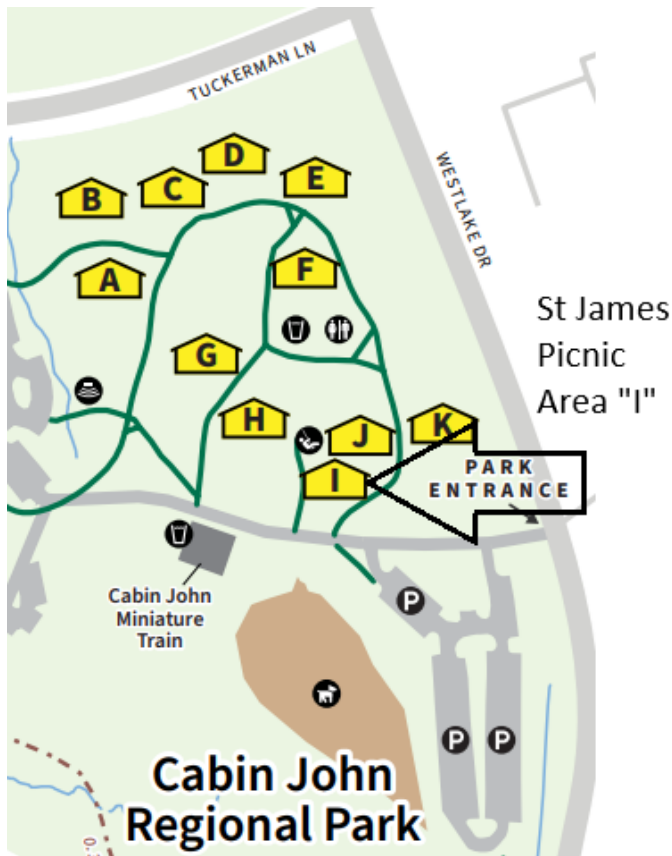 TUCKERMAN LN
WESTLAKE DR
D
C
E
B
F
A
G
St James
Picnic
Area "I"
H
J
K
I
PARK
ENTRANCE
Cabin John
Miniature
Train
P
P
P
Cabin John
Regional Park